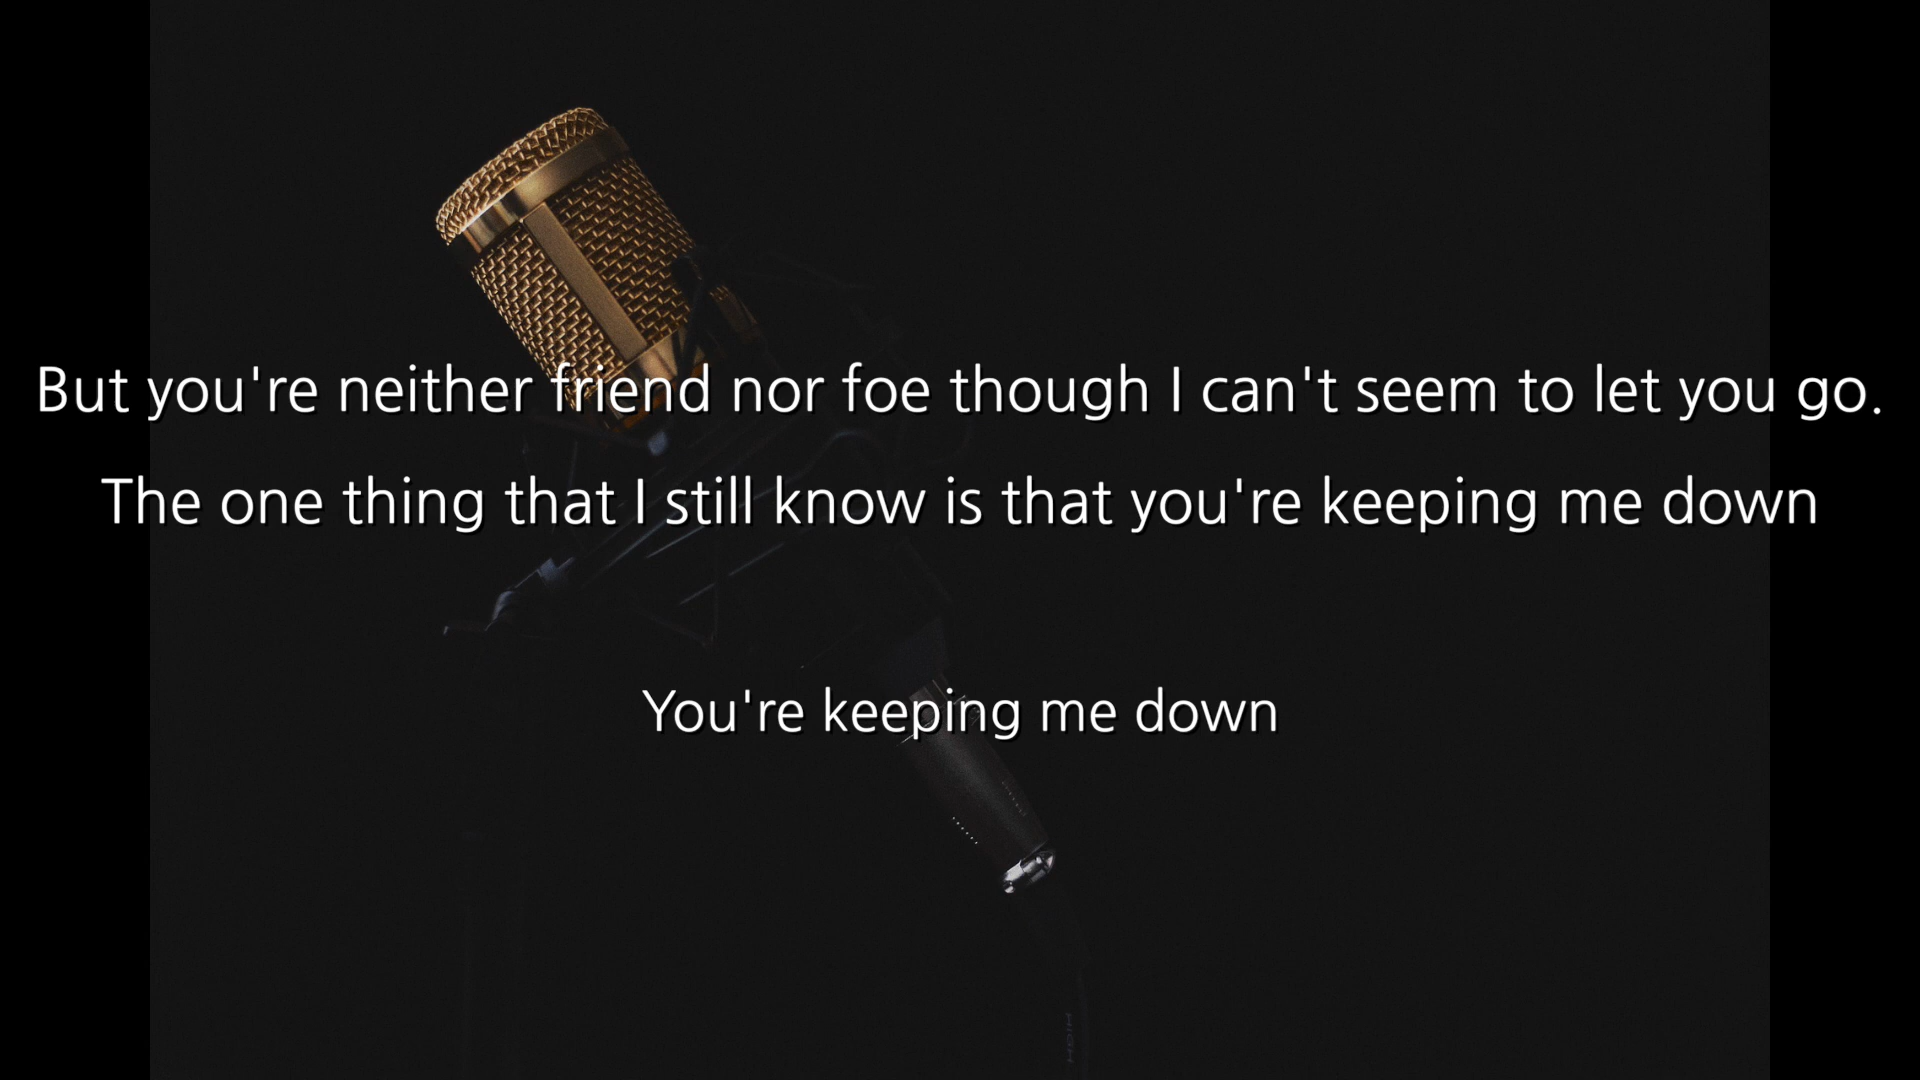 But you're neither friend nor foe though I can't seem to let you go.
The one thing that I still know is that you're keeping me down
You're keeping me down